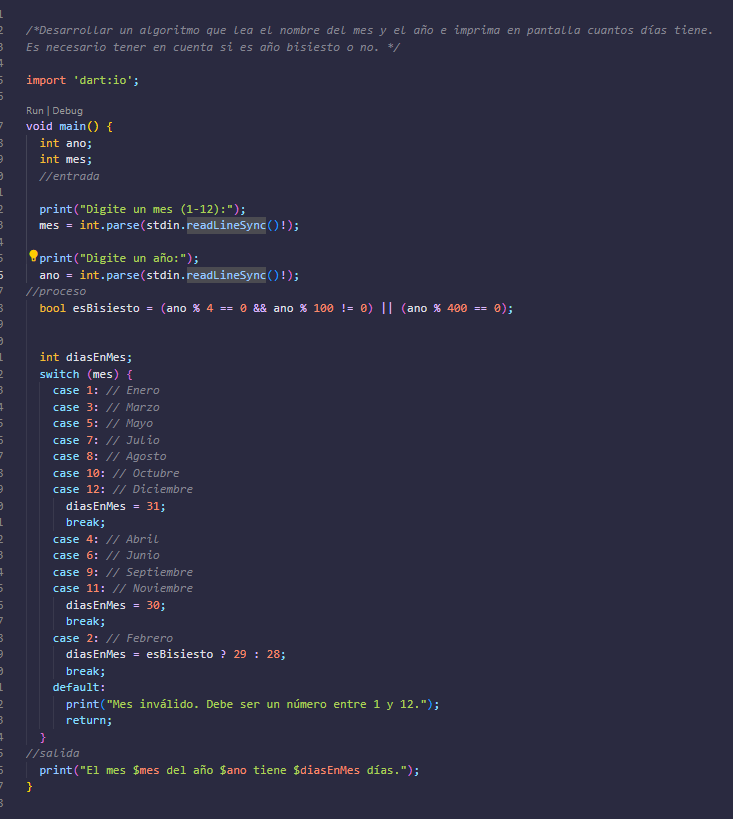 /*Desarrollar un algoritmo que lea el nombre del mes y el año e imprima en pantalla cuantos días tiene.
Es necesario tener en cuenta si es año bisiesto o no. */
import 'dart:io';
Run | Debug
void main() {
int ano;
int mes;
//entrada
print("Digite un mes (1-12):");
mes = int.parse(stdin.readLineSync()!);
print("Digite un año:");
ano = int.parse(stdin.readLineSync()!);
//proceso
bool esBisiesto = (ano % 4 == 0 && ano % 100 != 0) || (ano % 400 == 0);
int diasEnMes;
switch (mes) {
case 1: // Enero
case 3: // Marzo
case 5: // Mayo
case 7: // Julio
case 8: // Agosto
case 10: // Octubre
case 12: // Diciembre
diasEnMes = 31;
break;
case 4: // Abril
case 6: // Junio
case 9: // Septiembre
case 11: // Noviembre
diasEnMes = 30;
break;
case 2: // Febrero
diasEnMes = esBisiesto ? 29 : 28;
break;
default:
print("Mes inválido. Debe ser un número entre 1 y 12.");
return;
}
//salida
print("El mes $mes del año $ano tiene $diasEnMes días.");
}